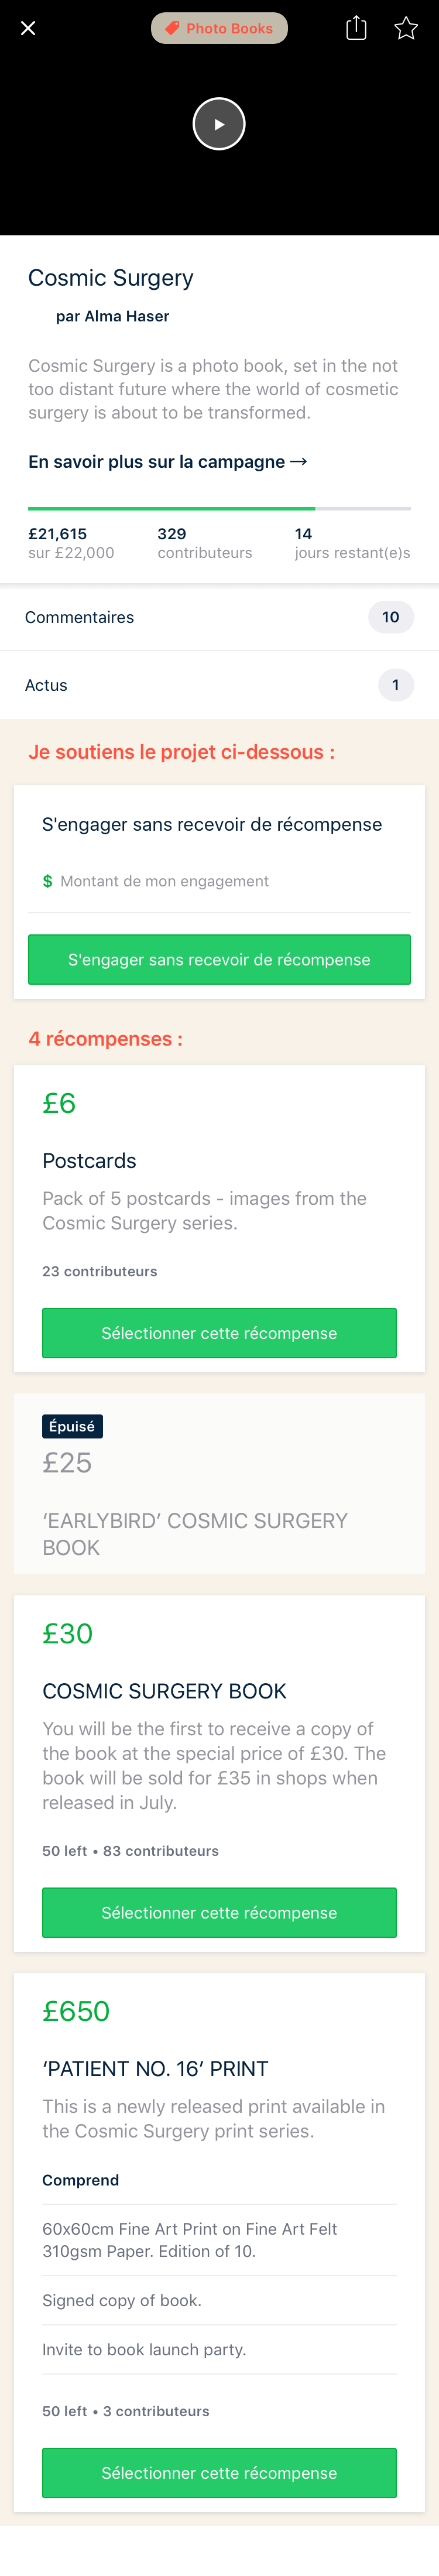 Photo Books
Cosmic Surgery
par Alma Haser
Cosmic Surgery is a photo book, set in the not
too distant future where the world of cosmetic
surgery is about to be transformed.
En savoir plus sur la campagne →
£21,615
sur £22,000
329
contributeurs
14
jours restant(e)s
Commentaires
10
Actus
1
Je soutiens le projet ci-dessous :
S'engager sans recevoir de récompense
$ Montant de mon engagement
S'engager sans recevoir de récompense
4 récompenses :
£6
Postcards
Pack of 5 postcards - images from the
Cosmic Surgery series.
23 contributeurs
Sélectionner cette récompense
Épuisé
£25
‘EARLYBIRD’ COSMIC SURGERY
BOOK
£30
COSMIC SURGERY BOOK
You will be the first to receive a copy of
the book at the special price of £30. The
book will be sold for £35 in shops when
released in July.
50 left • 83 contributeurs
Sélectionner cette récompense
£650
‘PATIENT NO. 16’ PRINT
This is a newly released print available in
the Cosmic Surgery print series.
Comprend
60x60cm Fine Art Print on Fine Art Felt
310gsm Paper. Edition of 10.
Signed copy of book.
Invite to book launch party.
50 left • 3 contributeurs
Sélectionner cette récompense